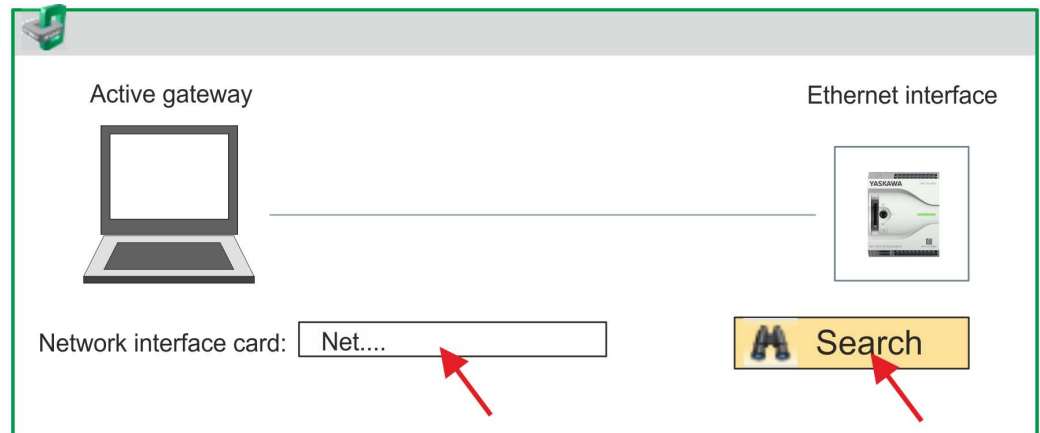 Active gateway
Ethernet interface
YASKAWA
Network interface card:
Net....
Search